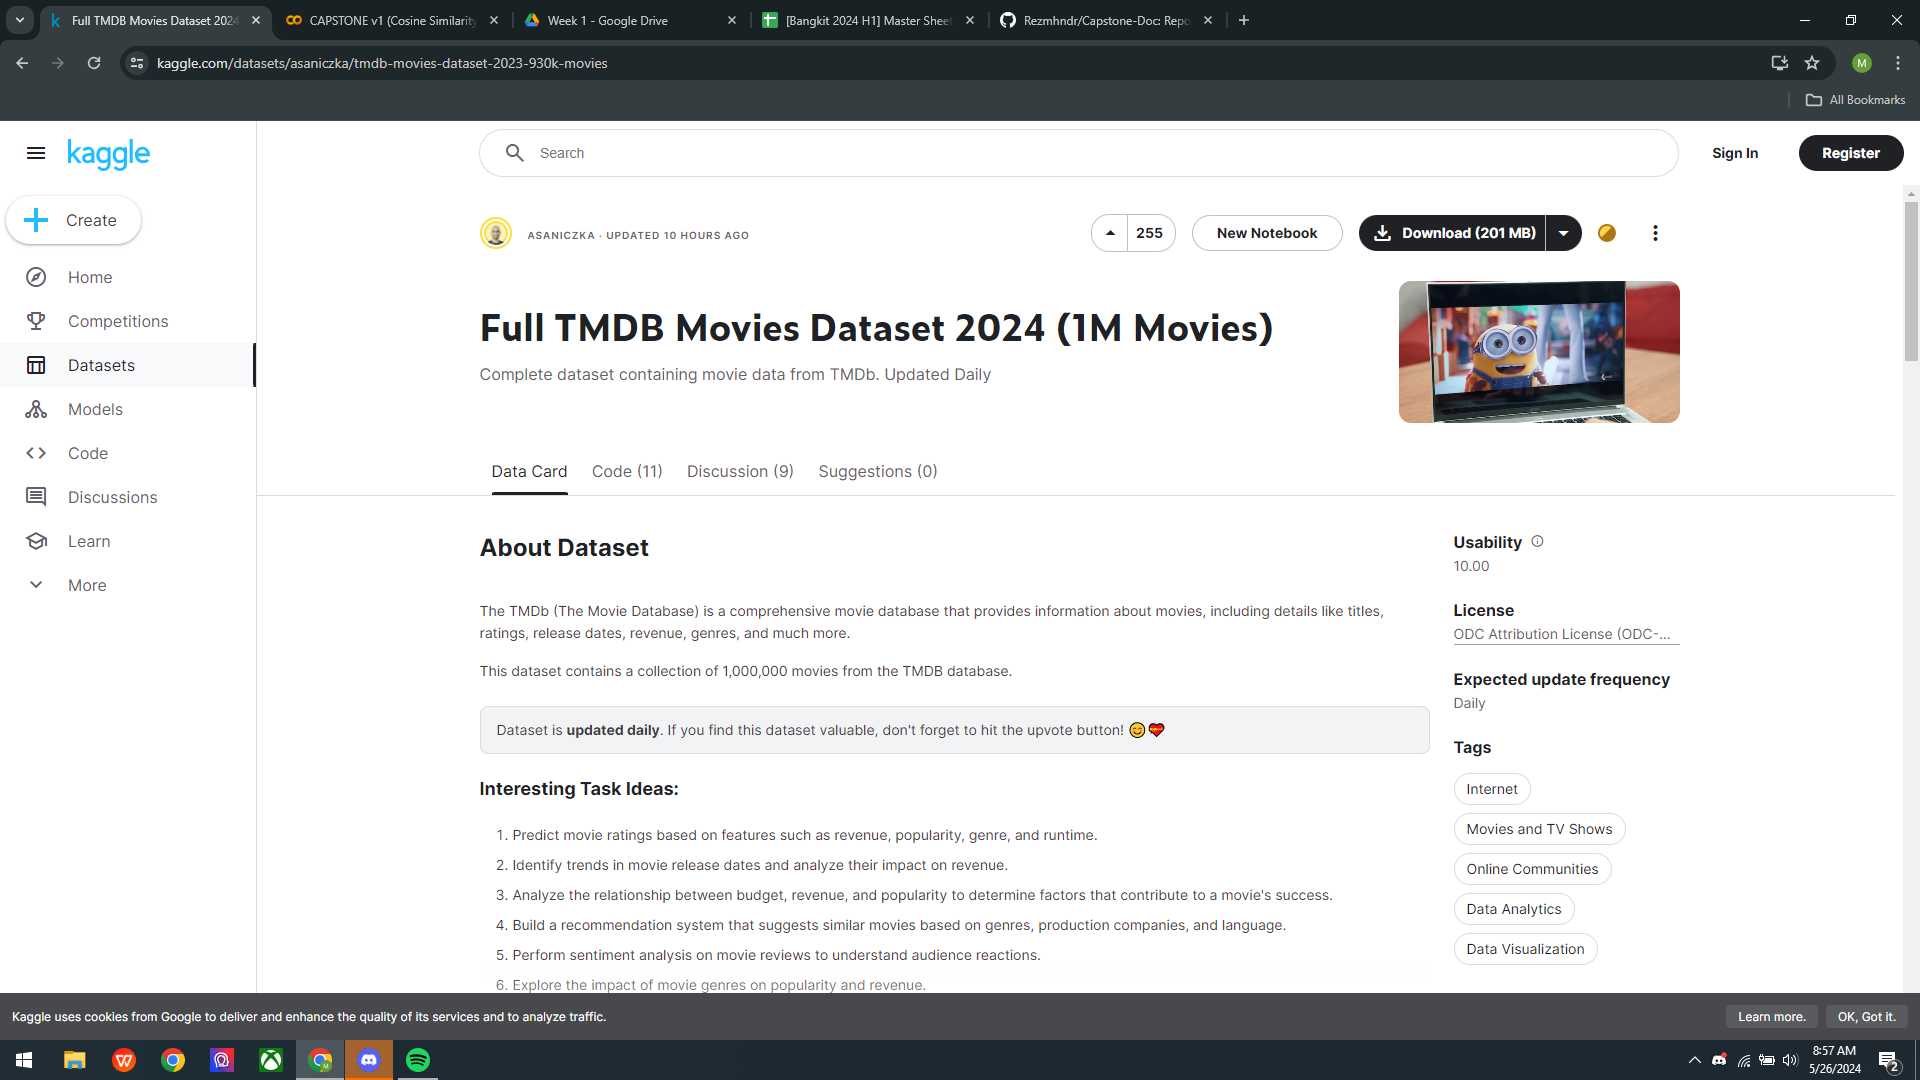 Full TMDB Movies Dataset 2024
CAPSTONE v1 (Cosine Similarity
Week 1 - Google Drive
[Bangkit 2024 H1] Master Sheet
Rezmhndr/Capstone-Doc: Repo
kaggle.com/datasets/asaniczka/tmdb-movies-dataset-2023-930k-movies
M
All Bookmarks
kaggle
Search
Sign In
Register
Create
Home
Competitions
Datasets
Models
Code
Discussions
Learn
More
ASANICZKA · UPDATED 10 HOURS AGO
255
New Notebook
Download (201 MB)
Full TMDB Movies Dataset 2024 (1M Movies)
Complete dataset containing movie data from TMDb. Updated Daily
Data Card
Code (11)
Discussion (9)
Suggestions (0)
About Dataset
The TMDb (The Movie Database) is a comprehensive movie database that provides information about movies, including details like titles,
ratings, release dates, revenue, genres, and much more.
This dataset contains a collection of 1,000,000 movies from the TMDB database.
Dataset is updated daily. If you find this dataset valuable, don't forget to hit the upvote button! 😊💝
Interesting Task Ideas:
1. Predict movie ratings based on features such as revenue, popularity, genre, and runtime.
2. Identify trends in movie release dates and analyze their impact on revenue.
3. Analyze the relationship between budget, revenue, and popularity to determine factors that contribute to a movie's success.
4. Build a recommendation system that suggests similar movies based on genres, production companies, and language.
5. Perform sentiment analysis on movie reviews to understand audience reactions.
6. Explore the impact of movie genres on popularity and revenue.
Usability
10.00
License
ODC Attribution License (ODC-...
Expected update frequency
Daily
Tags
Internet
Movies and TV Shows
Online Communities
Data Analytics
Data Visualization
Kaggle uses cookies from Google to deliver and enhance the quality of its services and to analyze traffic.
Learn more.
OK, Got it.
8:57 AM
5/26/2024
2